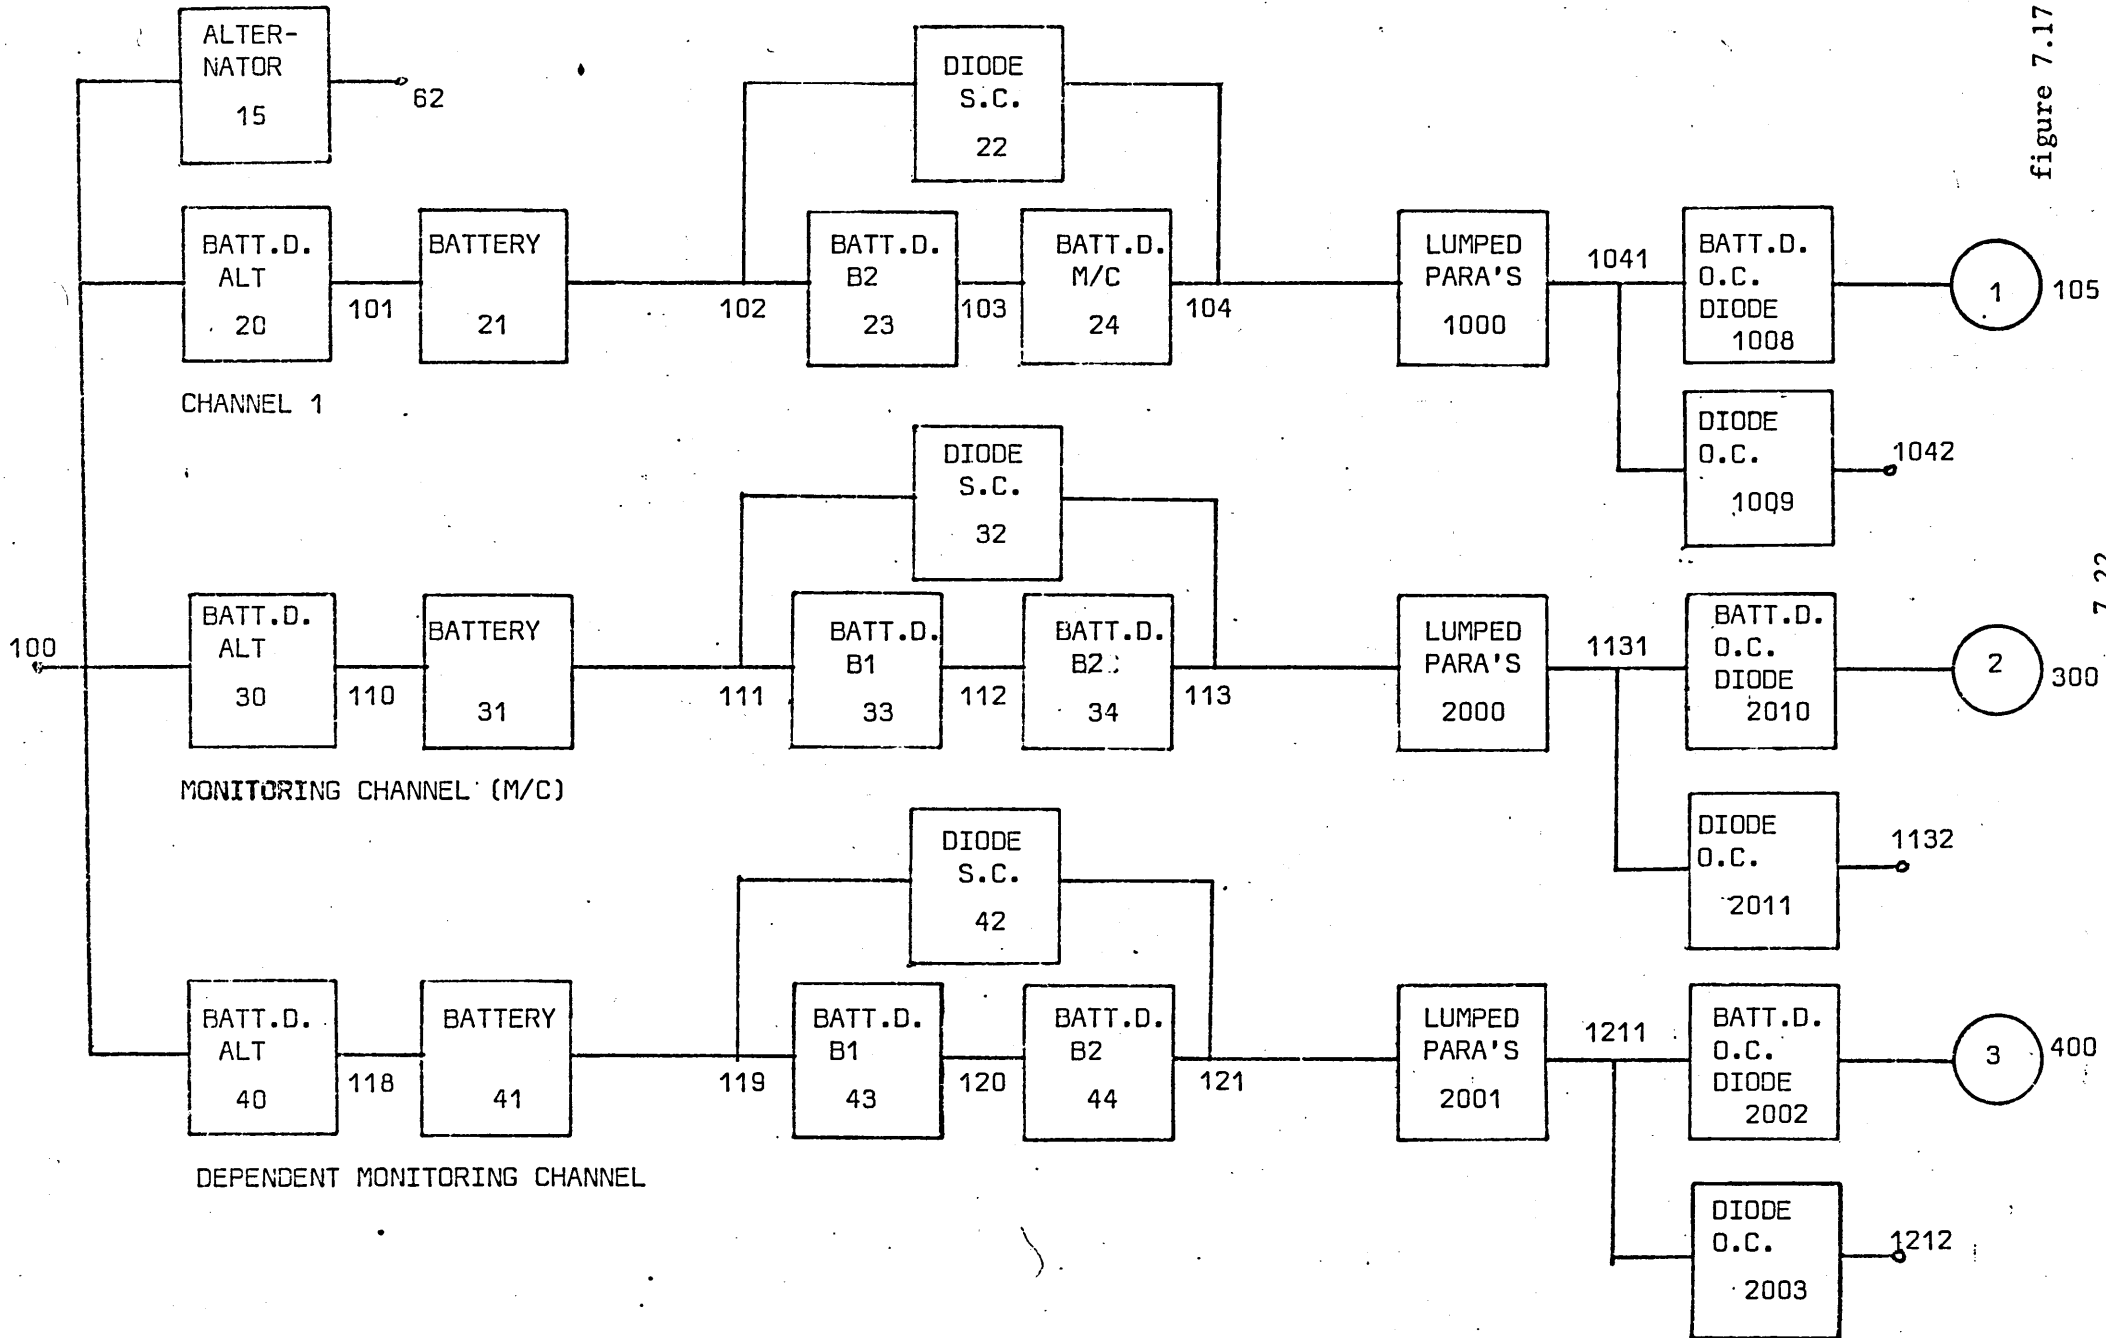 figure 7.17
ALTER-
NATOR
15
62
DIODE
S.C.
22
BATT.D.
ALT
20
101
BATTERY
21
102
BATT.D.
B2
23
103
BATT.D.
M/C
24
104
LUMPED
PARA'S
1000
1041
BATT.D.
O.C.
DIODE
1008
1
105
CHANNEL 1
DIODE
O.C.
1009
1042
DIODE
S.C.
32
100
BATT.D.
ALT
30
110
BATTERY
31
111
BATT.D.
B1
33
112
BATT.D.
B2
34
113
LUMPED
PARA'S
2000
1131
BATT.D.
O.C.
DIODE
2010
2
300
7.22
MONITORING CHANNEL (M/C)
DIODE
O.C.
2011
1132
DIODE
S.C.
42
BATT.D.
ALT
40
118
BATTERY
41
119
BATT.D.
B1
43
120
BATT.D.
B2
44
121
LUMPED
PARA'S
2001
1211
BATT.D.
O.C.
DIODE
2002
3
400
DEPENDENT MONITORING CHANNEL
DIODE
O.C.
2003
1212